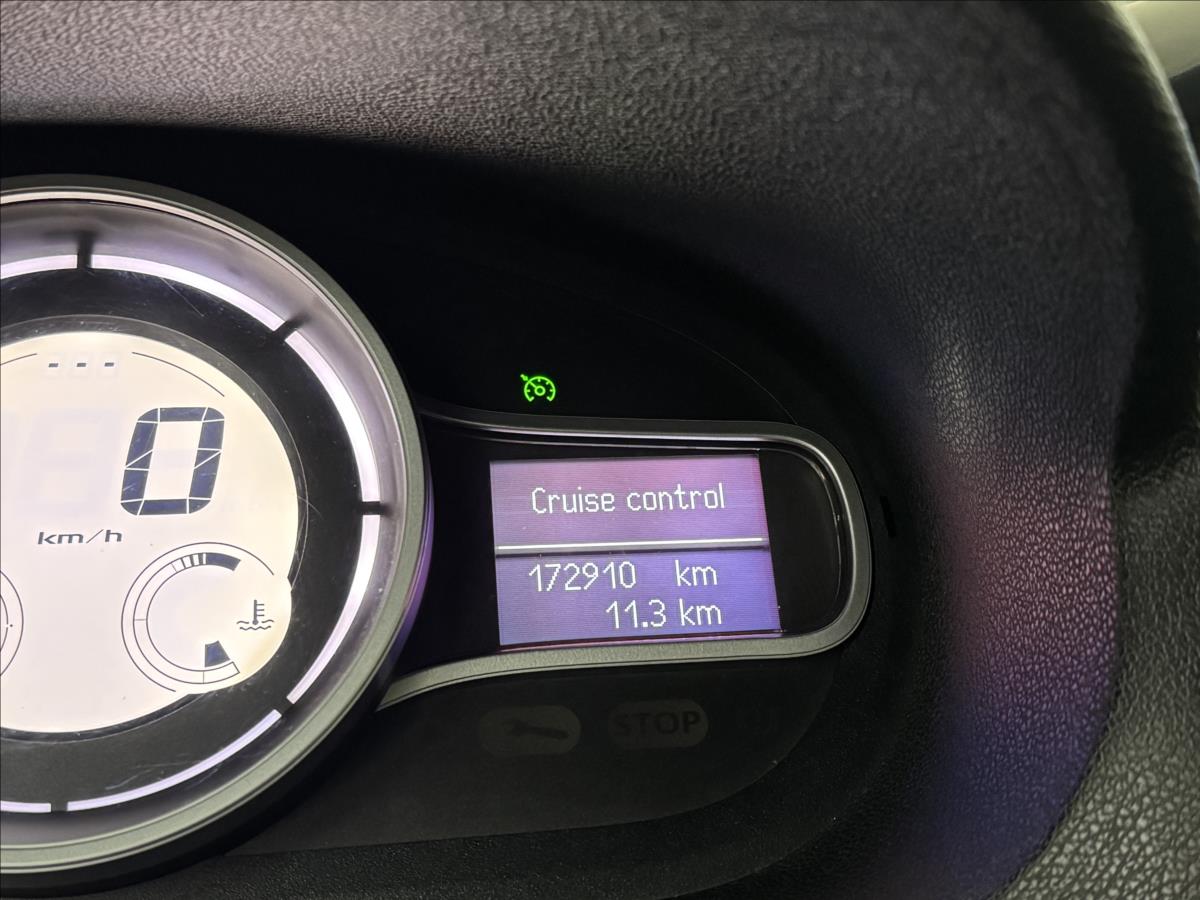 - - -
0
km/h
Cruise control
172910 km
11.3 km
STOP